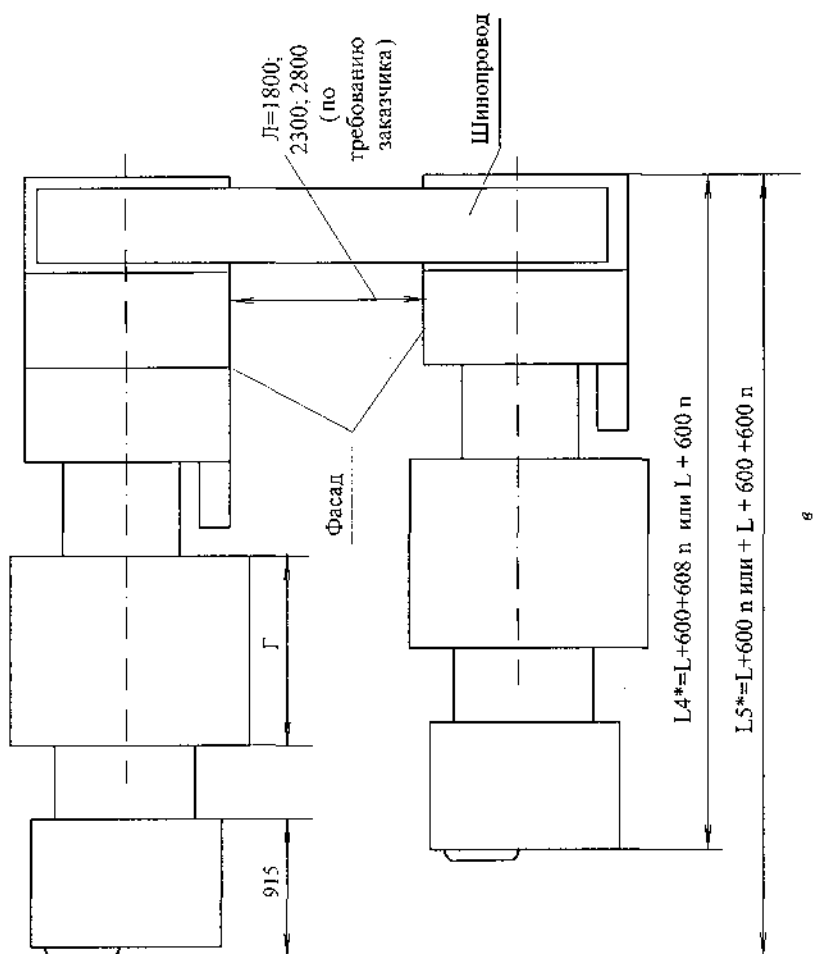 Л=1800;
2300; 2800
(по
требованию
заказчика)
Шинопровод
Фасад
Г
915
L4*=L+600+608 n или L + 600 n
L5*=L+600 n или + L + 600 +600 n
в